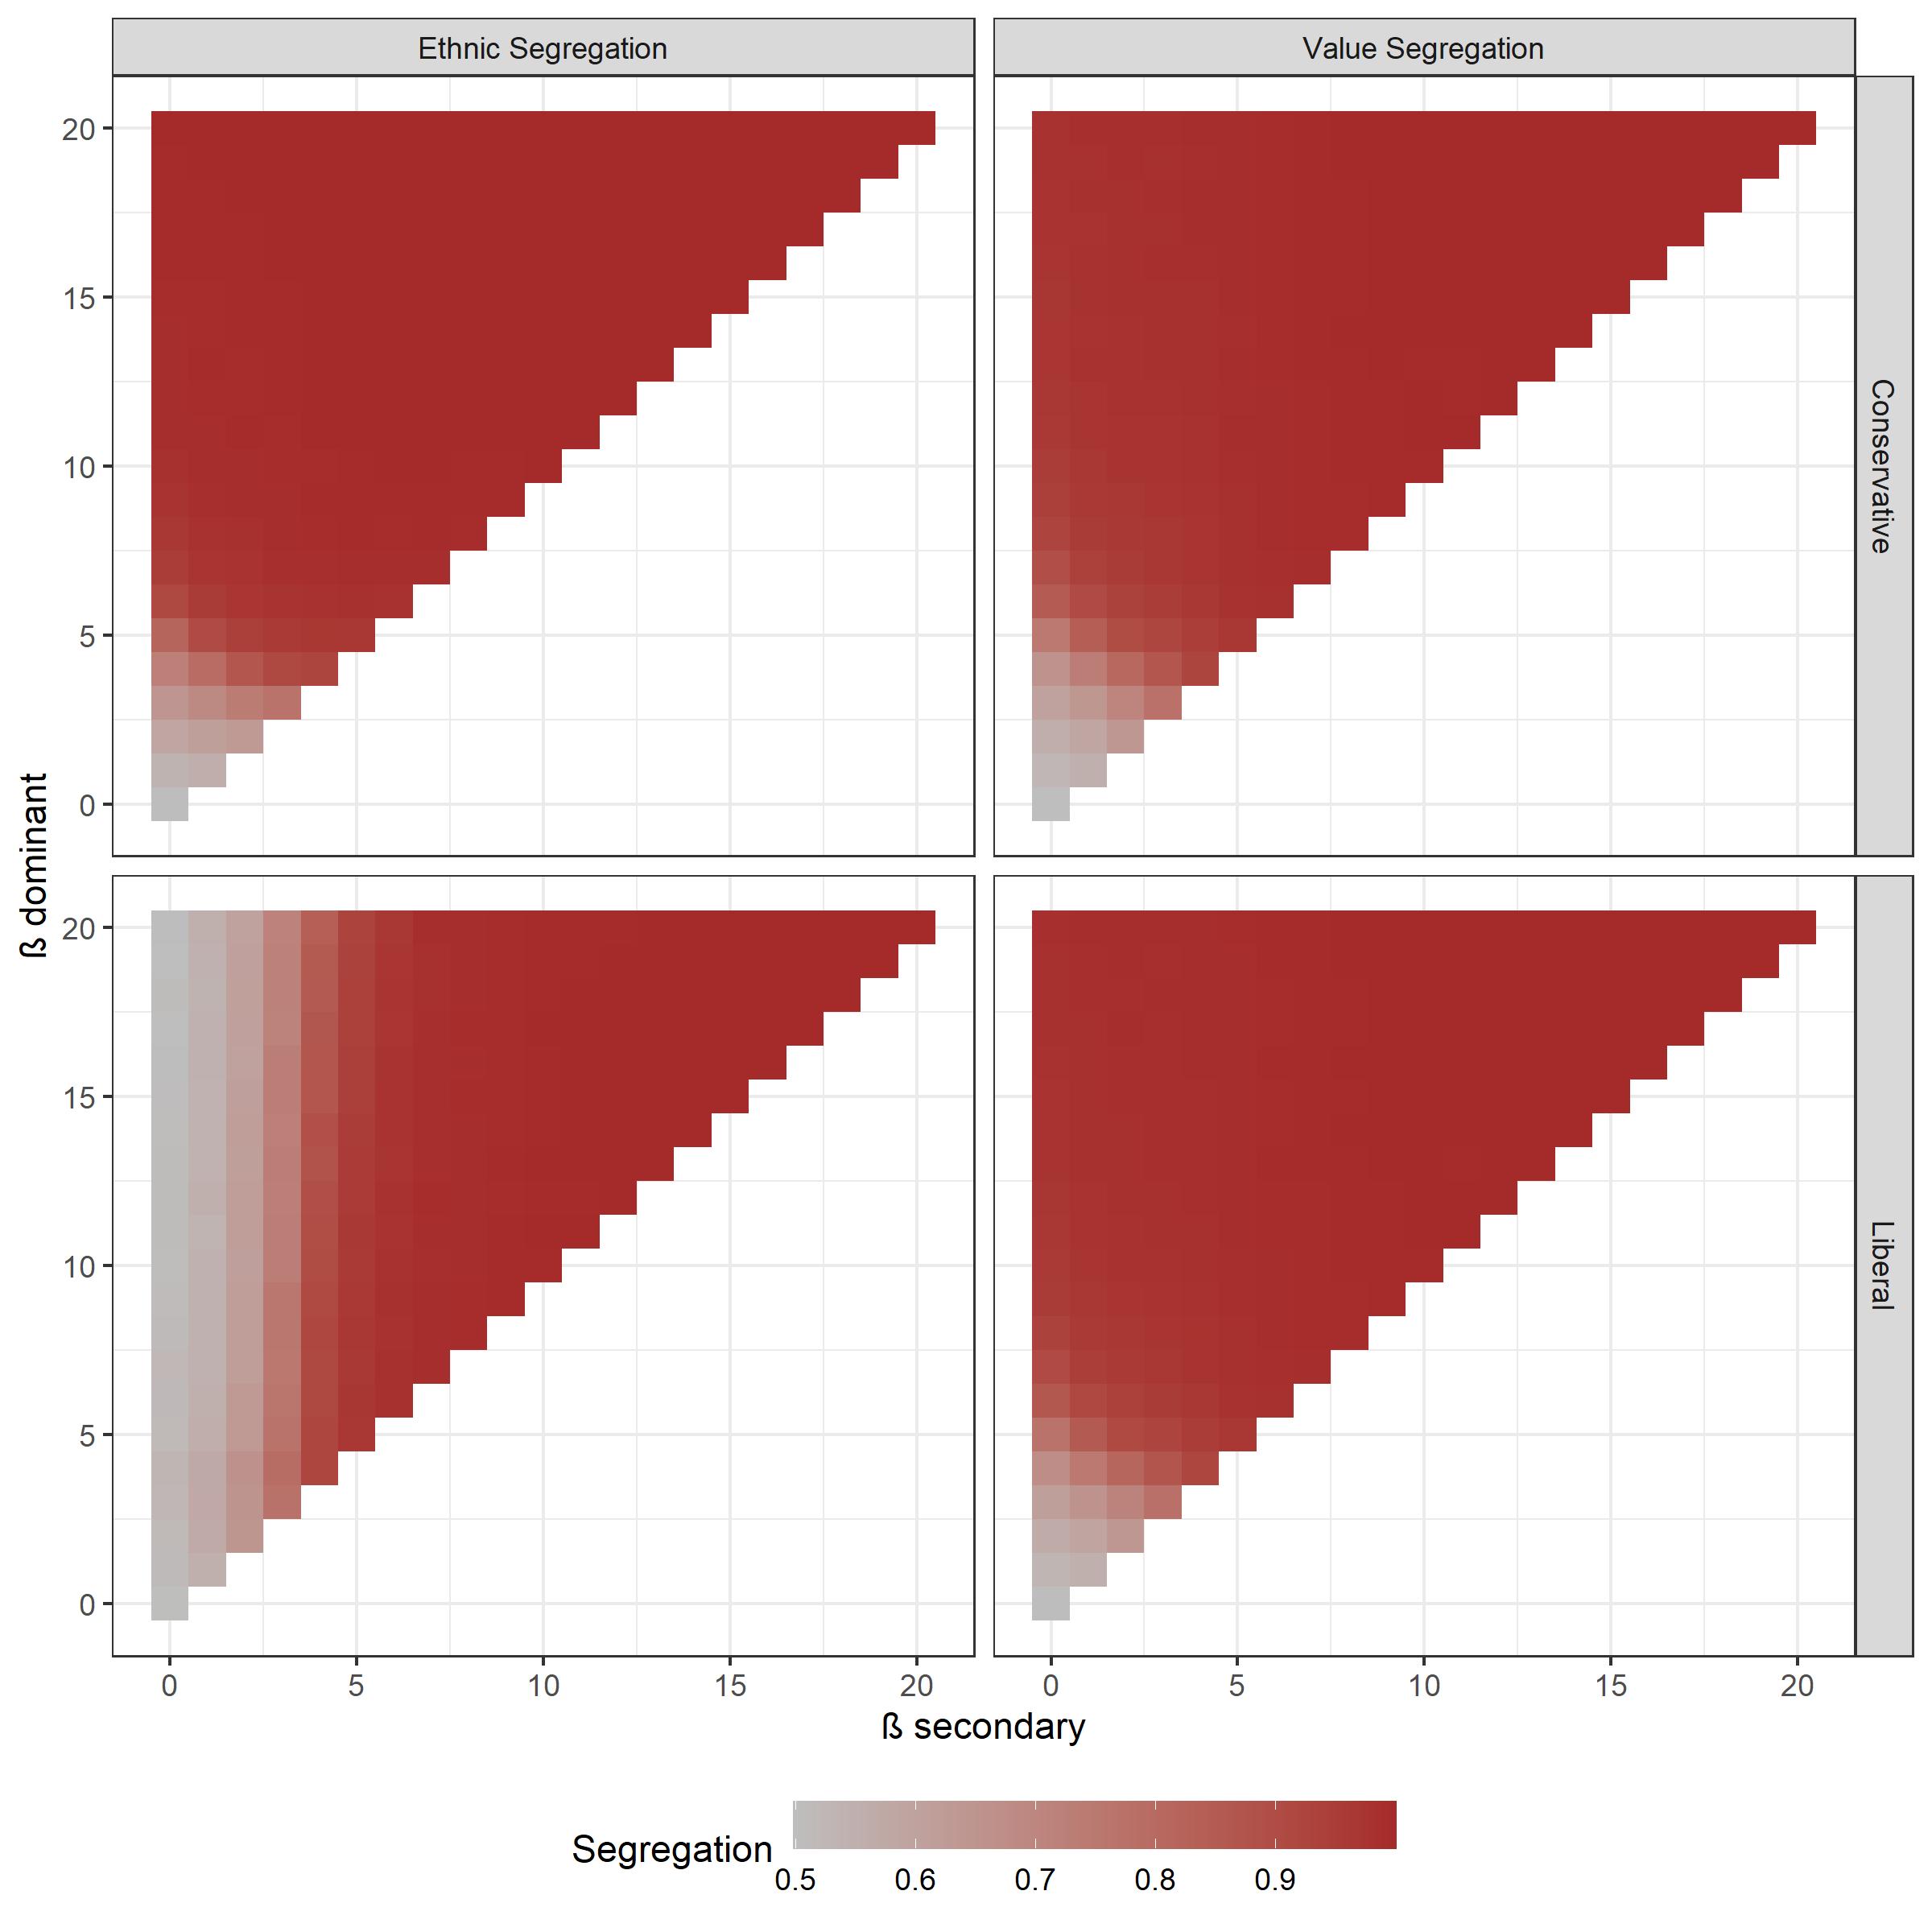 Ethnic Segregation
Value Segregation
20
15
10
5
0
Conservative
ß dominant
20
15
10
5
0
Liberal
0 5 10 15 20
0 5 10 15 20
ß secondary
Segregation
0.5 0.6 0.7 0.8 0.9